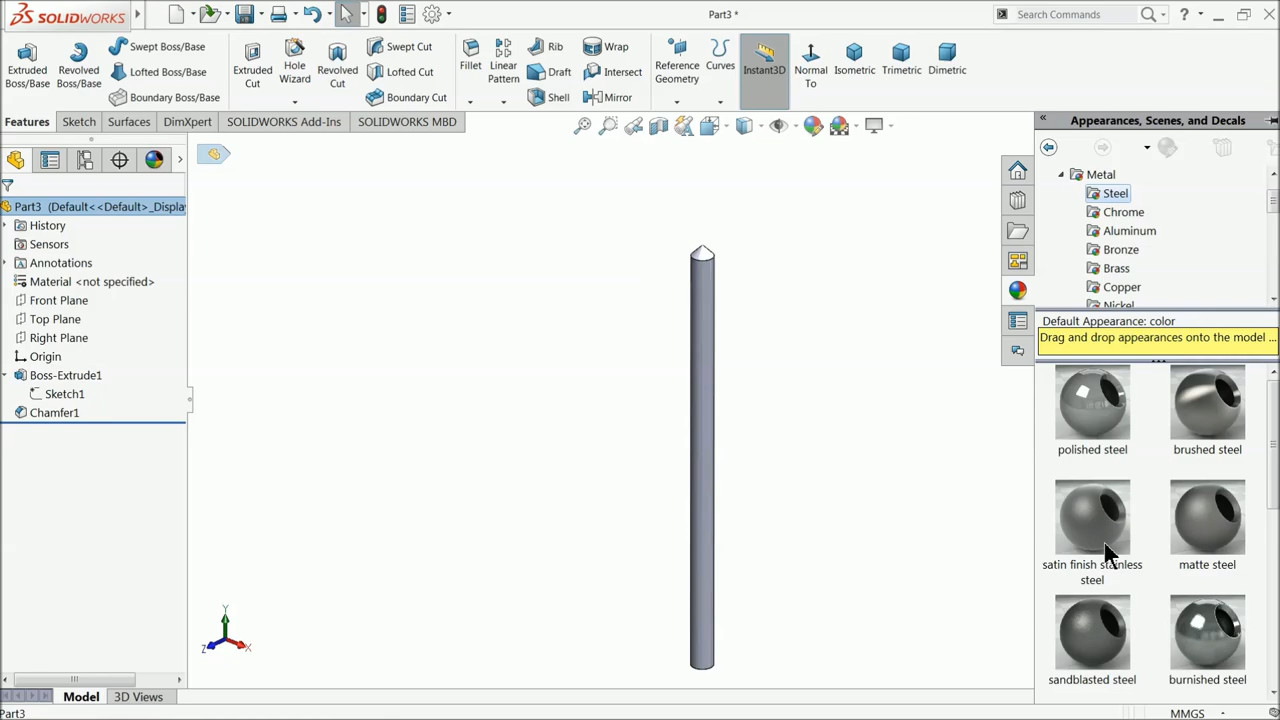 SOLIDWORKS
Part3 *
Search Commands
?
Extruded Boss/Base
Revolved Boss/Base
Swept Boss/Base
Lofted Boss/Base
Boundary Boss/Base
Extruded Cut
Hole Wizard
Revolved Cut
Swept Cut
Lofted Cut
Boundary Cut
Fillet
Linear Pattern
Rib
Draft
Shell
Wrap
Intersect
Mirror
Reference Geometry
Curves
Instant3D
Normal To
Isometric
Trimetric
Dimetric
Features
Sketch
Surfaces
DimXpert
SOLIDWORKS Add-Ins
SOLIDWORKS MBD
Appearances, Scenes, and Decals
Part3 (Default<<Default>_Displa
History
Sensors
Annotations
Material <not specified>
Front Plane
Top Plane
Right Plane
Origin
Boss-Extrude1
Sketch1
Chamfer1
Metal
Steel
Chrome
Aluminum
Bronze
Brass
Copper
Nickel
Default Appearance: color
Drag and drop appearances onto the model ...
polished steel
brushed steel
satin finish stainless
steel
matte steel
sandblasted steel
burnished steel
Y
Z
X
Model
3D Views
Part3
MMGS